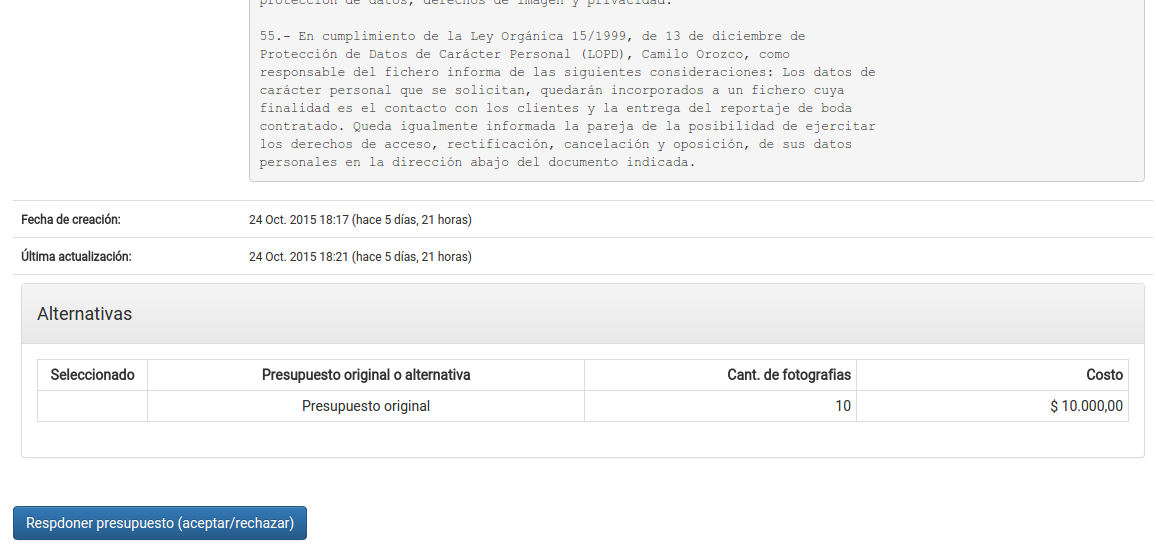 protección de datos, derechos de imagen y privacidad.
55.- En cumplimiento de la Ley Orgánica 15/1999, de 13 de diciembre de
Protección de Datos de Carácter Personal (LOPD), Camilo Orozco, como
responsable del fichero informa de las siguientes consideraciones: Los datos de
carácter personal que se solicitan, quedarán incorporados a un fichero cuya
finalidad es el contacto con los clientes y la entrega del reportaje de boda
contratado. Queda igualmente informada la pareja de la posibilidad de ejercitar
los derechos de acceso, rectificación, cancelación y oposición, de sus datos
personales en la dirección abajo del documento indicada.
Fecha de creación: 24 Oct. 2015 18:17 (hace 5 días, 21 horas)
Última actualización: 24 Oct. 2015 18:21 (hace 5 días, 21 horas)
Alternativas
Seleccionado Presupuesto original o alternativa Cant. de fotografias Costo
Presupuesto original 10 $ 10.000,00
Respdoner presupuesto (aceptar/rechazar)